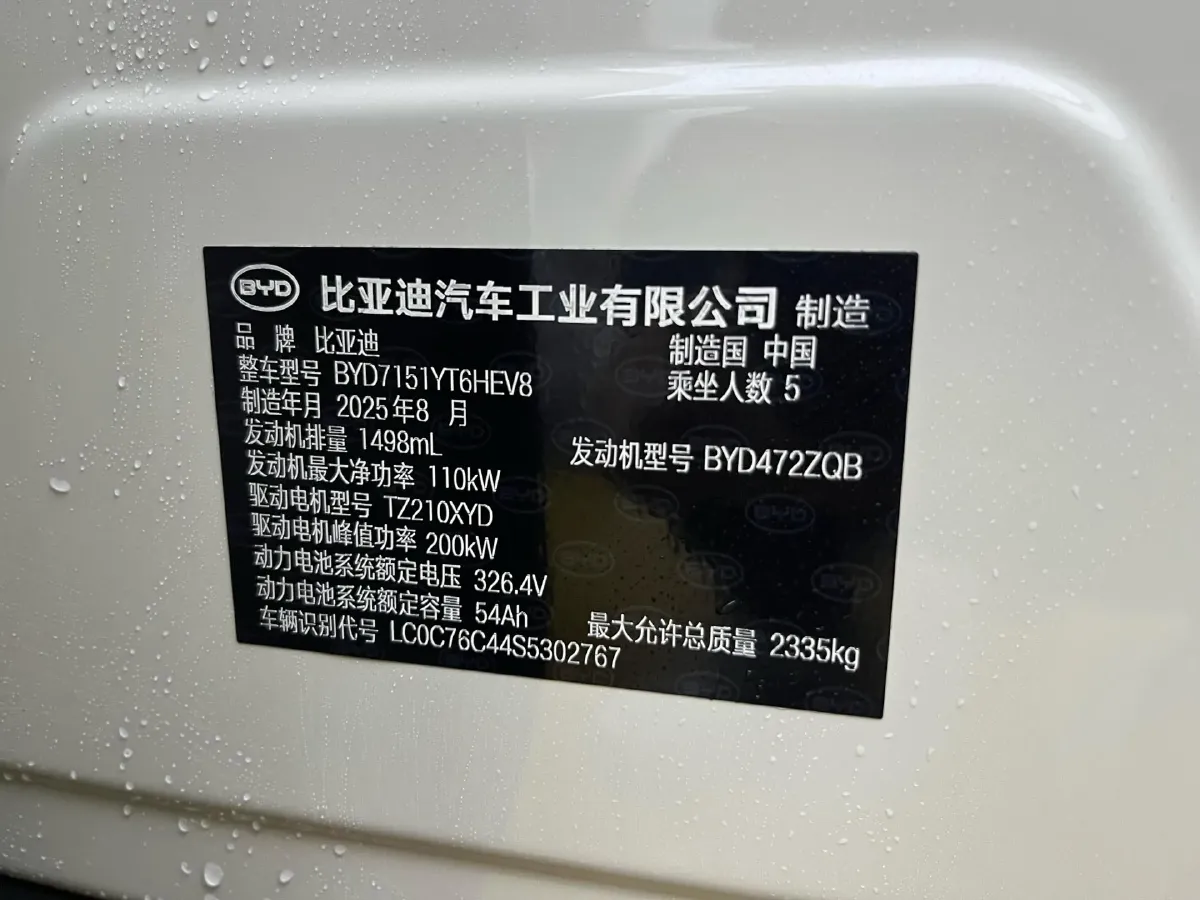 BYD 比亚迪汽车工业有限公司 制造
品 牌 比亚迪 制造国 中国
整车型号 BYD7151YT6HEV8 乘坐人数 5
制造年月 2025年8 月
发动机排量 1498mL 发动机型号 BYD472ZQB
发动机最大净功率 110kW
驱动电机型号 TZ210XYD
驱动电机峰值功率 200kW
动力电池系统额定电压 326.4V
动力电池系统额定容量 54Ah 最大允许总质量 2335kg
车辆识别代号 LC0C76C44S5302767